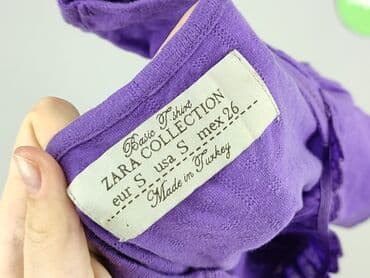 Basic T-shirt
ZARA COLLECTION
eur S usa S mex 26
Made in Turkey